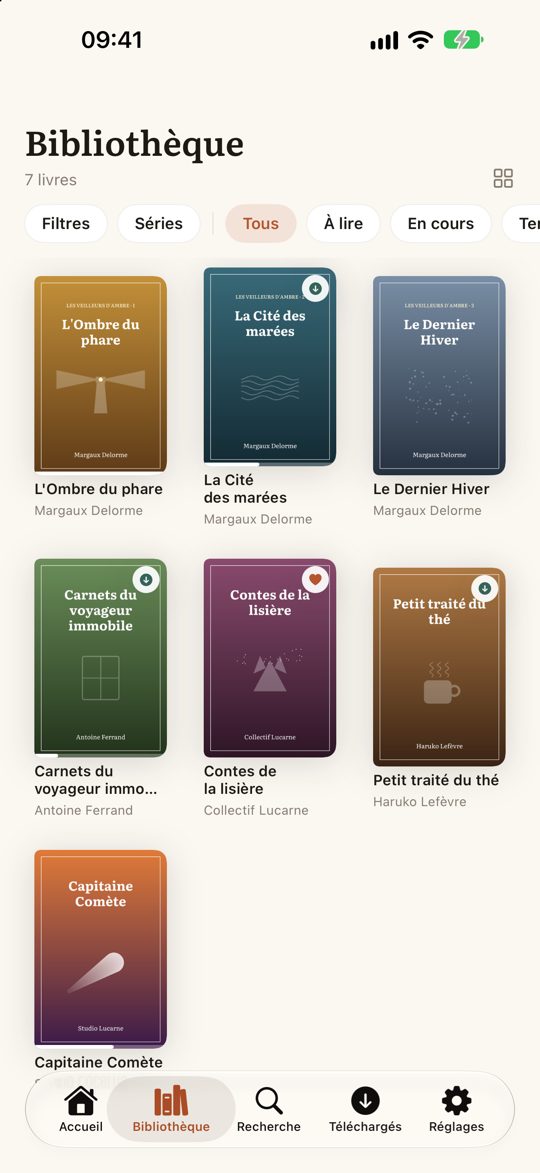 09:41
Bibliothèque
7 livres
Filtres
Séries
Tous
À lire
En cours
Ter
LES VEILLEURS D'AMBRE · 1
L'Ombre du
phare
Margaux Delorme
LES VEILLEURS D'AMBRE · 2
La Cité des
marées
Margaux Delorme
LES VEILLEURS D'AMBRE · 3
Le Dernier
Hiver
Margaux Delorme
L'Ombre du phare
Margaux Delorme
La Cité
des marées
Margaux Delorme
Le Dernier Hiver
Margaux Delorme
Carnets du
voyageur
immobile
Antoine Ferrand
Contes de la
lisière
Collectif Lucarne
Petit traité du
thé
Haruko Lefèvre
Carnets du
voyageur immo...
Antoine Ferrand
Contes de
la lisière
Collectif Lucarne
Petit traité du thé
Haruko Lefèvre
Capitaine
Comète
Studio Lucarne
Capitaine Comète
Accueil
Bibliothèque
Recherche
Téléchargés
Réglages